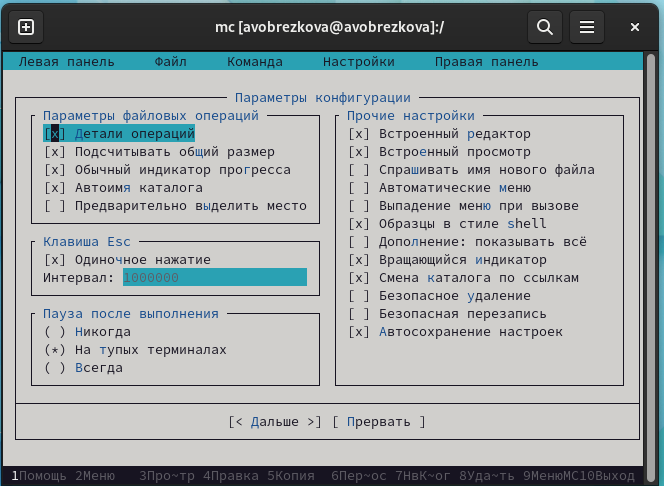 mc [avobrezkova@avobrezkova]:/
Левая панель Файл Команда Настройки Правая панель
Параметры конфигурации
Параметры файловых операций
[x] Детали операций
[x] Подсчитывать общий размер
[x] Обычный индикатор прогресса
[x] Автоимя каталога
[ ] Предварительно выделить место
Клавиша Esc
[x] Одиночное нажатие
Интервал: 1000000
Пауза после выполнения
( ) Никогда
(*) На тупых терминалах
( ) Всегда
Прочие настройки
[x] Встроенный редактор
[x] Встроенный просмотр
[ ] Спрашивать имя нового файла
[ ] Автоматические меню
[ ] Выпадение меню при вызове
[x] Образцы в стиле shell
[ ] Дополнение: показывать всё
[x] Вращающийся индикатор
[x] Смена каталога по ссылкам
[ ] Безопасное удаление
[ ] Безопасная перезапись
[x] Автосохранение настроек
[< Дальше >] [ Прервать ]
1Помощь 2Меню 3Про~тр 4Правка 5Копия 6Пер~ос 7НвК~ог 8Уда~ть 9МенюMC10Выход